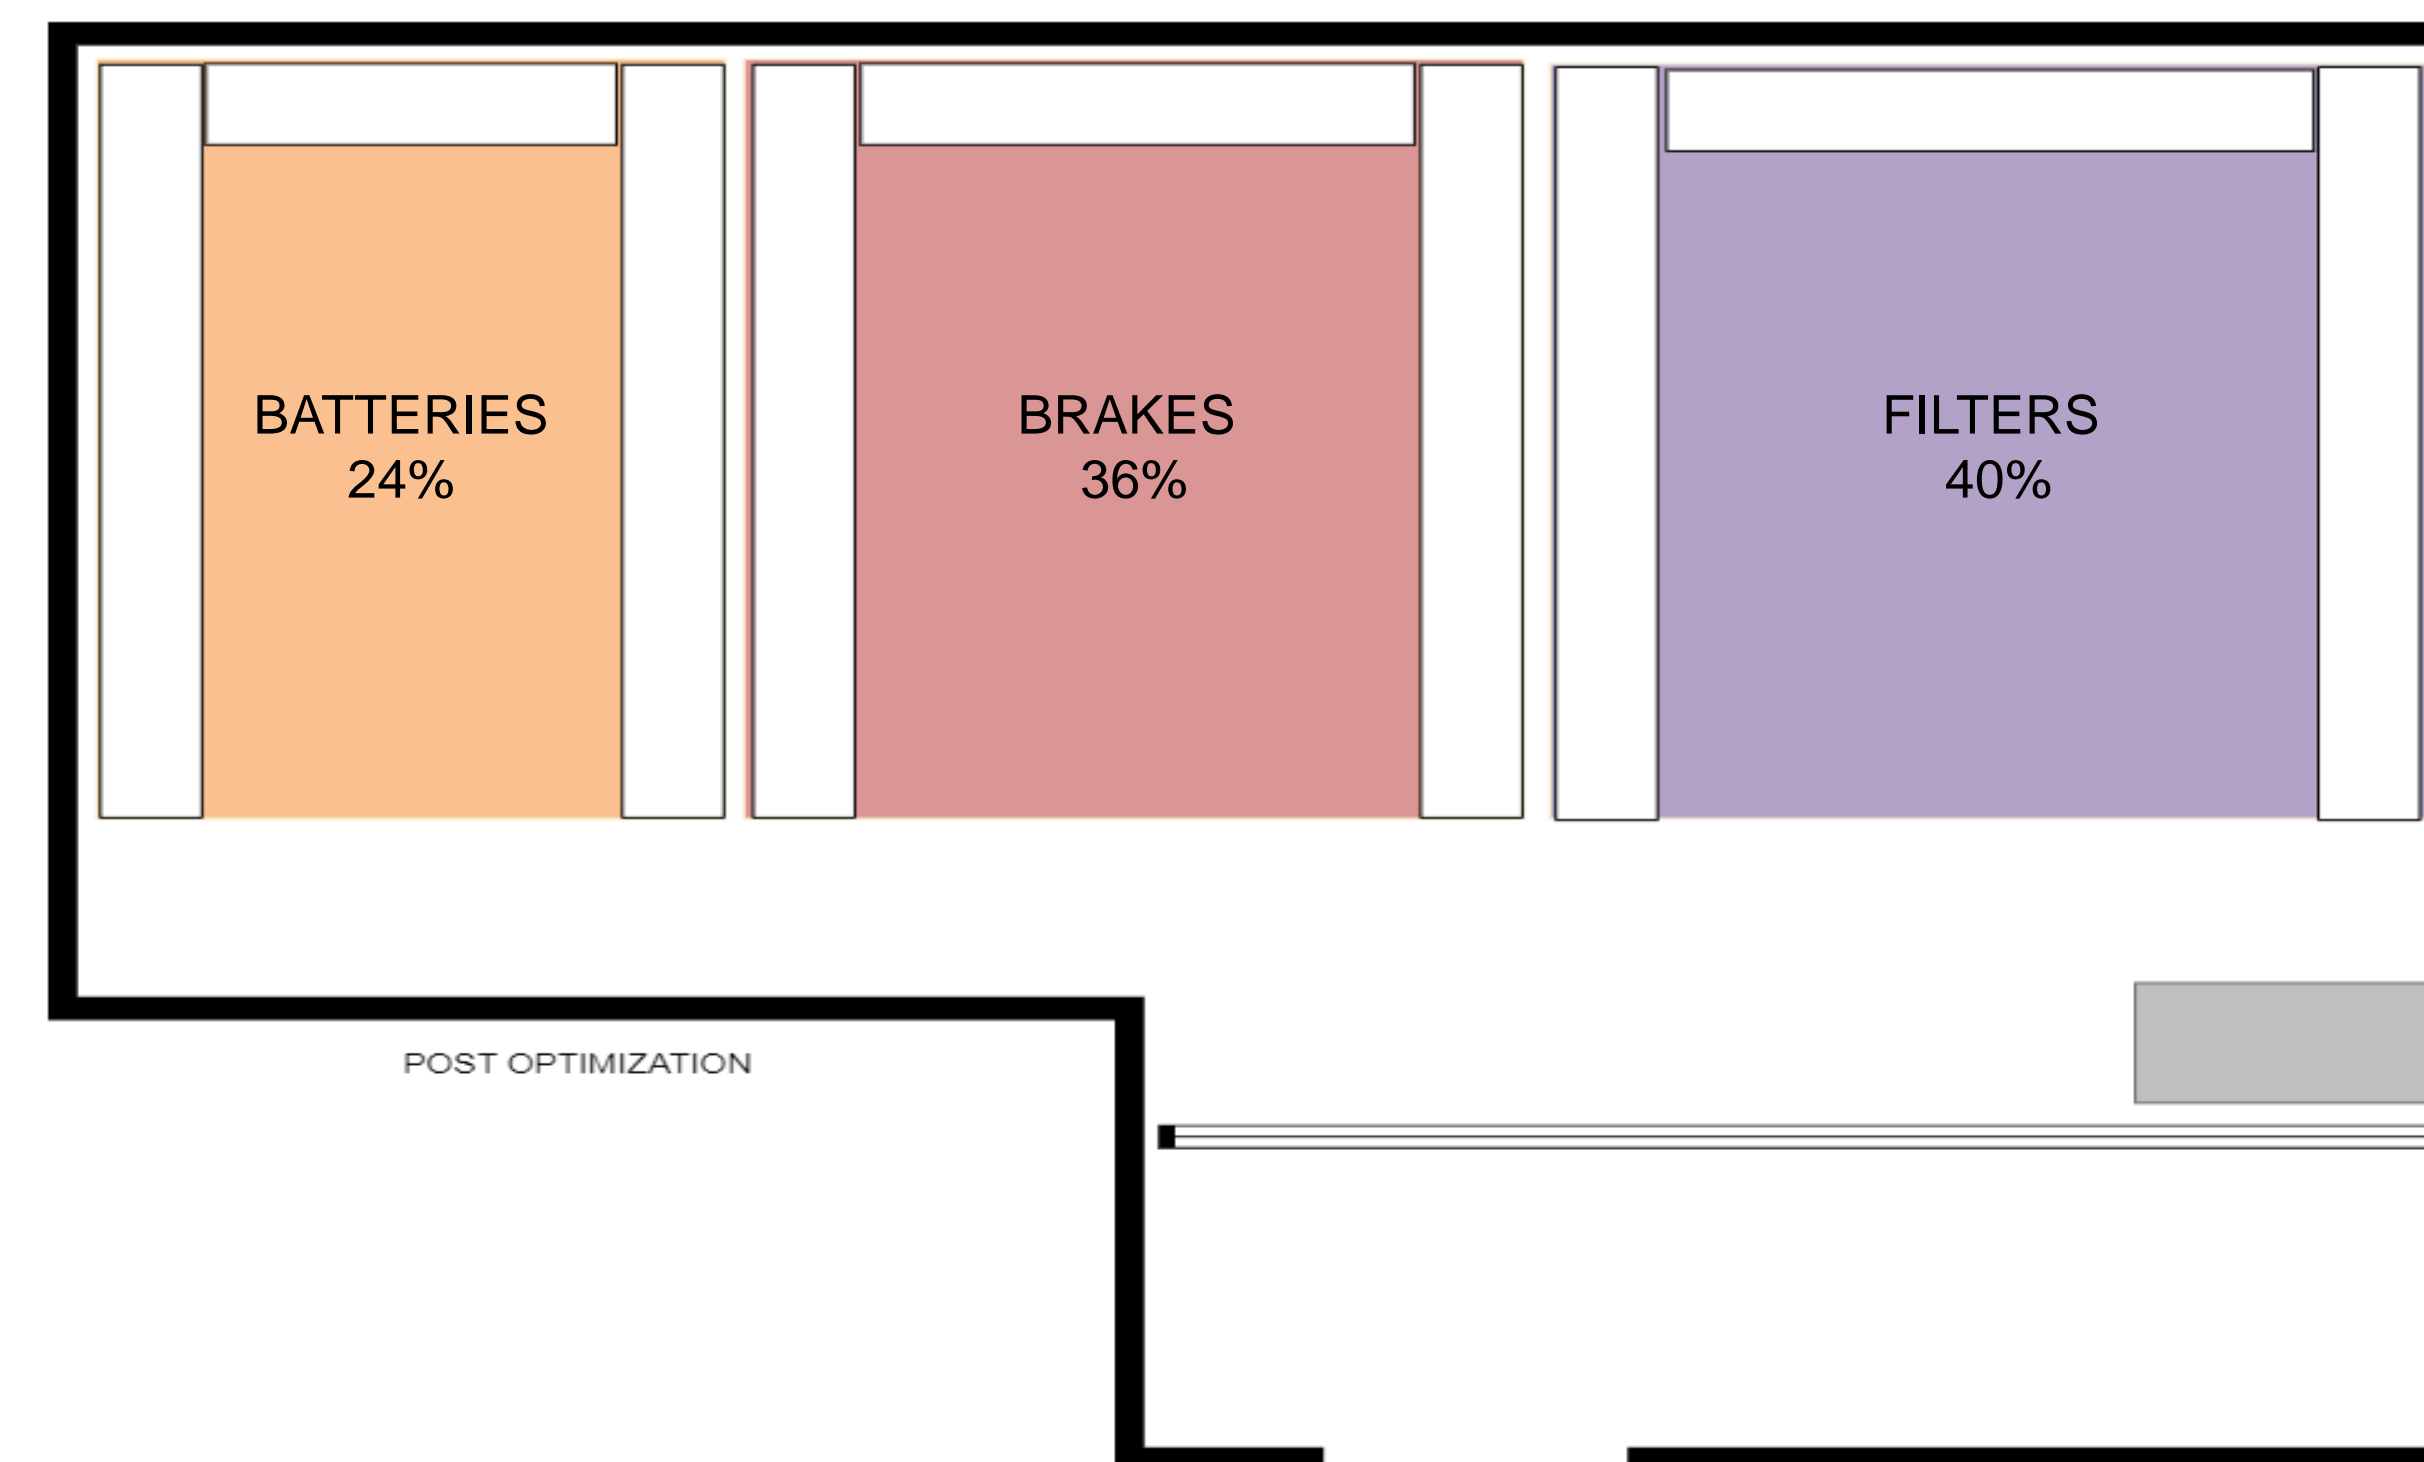 BATTERIES
24%
BRAKES
36%
FILTERS
40%
POST OPTIMIZATION